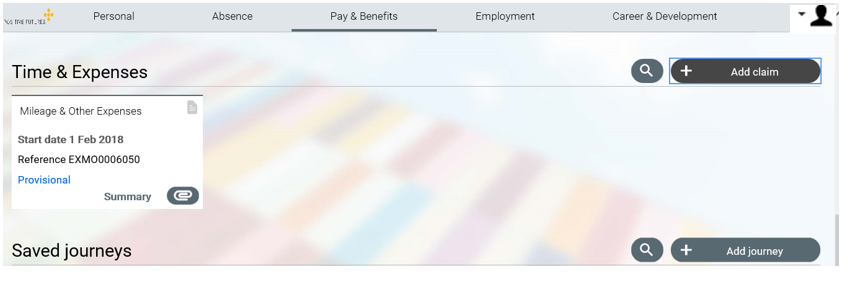 Personal
Absence
Pay & Benefits
Employment
Career & Development
Time & Expenses
Add claim
Mileage & Other Expenses
Start date 1 Feb 2018
Reference EXMO0006050
Provisional
Summary
Saved journeys
Add journey